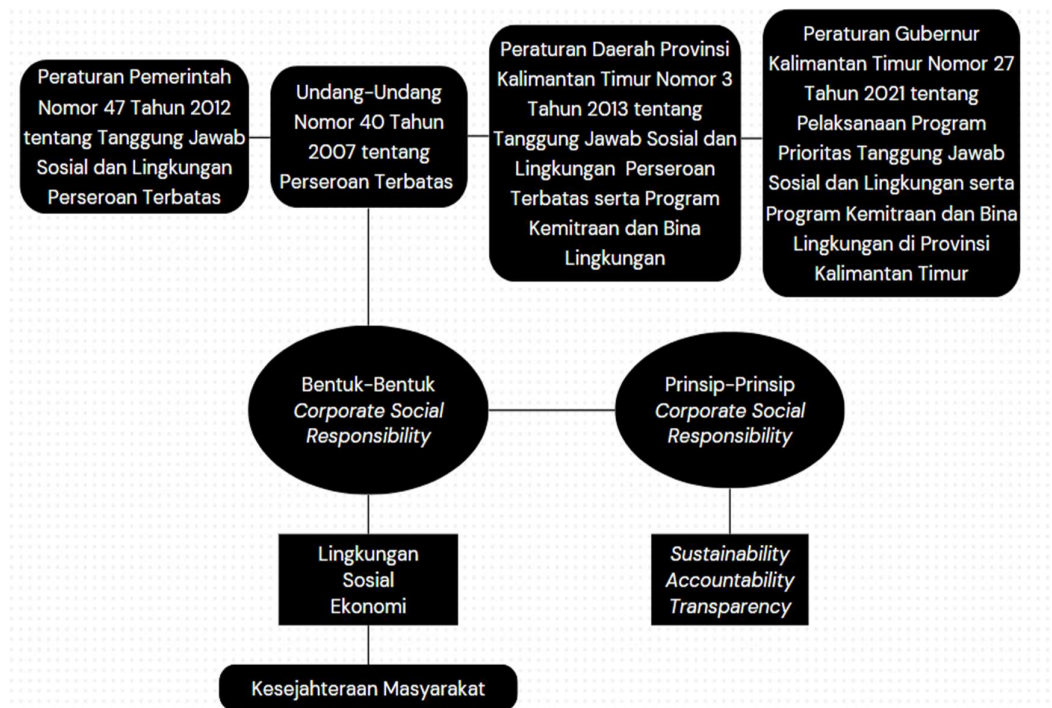 Peraturan Pemerintah
Nomor 47 Tahun 2012
tentang Tanggung Jawab
Sosial dan Lingkungan
Perseroan Terbatas
Undang-Undang
Nomor 40 Tahun
2007 tentang
Perseroan Terbatas
Peraturan Daerah Provinsi
Kalimantan Timur Nomor 3
Tahun 2013 tentang
Tanggung Jawab Sosial dan
Lingkungan Perseroan
Terbatas serta Program
Kemitraan dan Bina
Lingkungan
Peraturan Gubernur
Kalimantan Timur Nomor 27
Tahun 2021 tentang
Pelaksanaan Program
Prioritas Tanggung Jawab
Sosial dan Lingkungan serta
Program Kemitraan dan Bina
Lingkungan di Provinsi
Kalimantan Timur
Bentuk-Bentuk
Corporate Social
Responsibility
Prinsip-Prinsip
Corporate Social
Responsibility
Lingkungan
Sosial
Ekonomi
Sustainability
Accountability
Transparency
Kesejahteraan Masyarakat